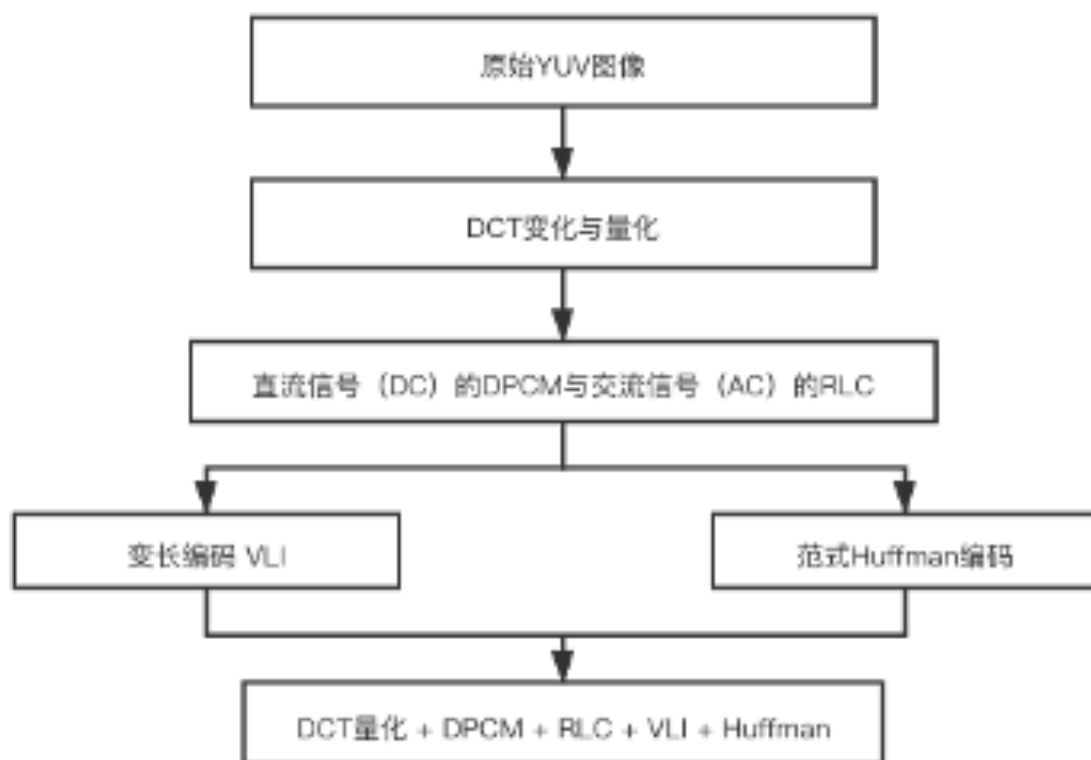 原始YUV图像
DCT变化与量化
直流信号（DC）的DPCM与交流信号（AC）的RLC
变长编码 VLI
范式Huffman编码
DCT量化 + DPCM + RLC + VLI + Huffman